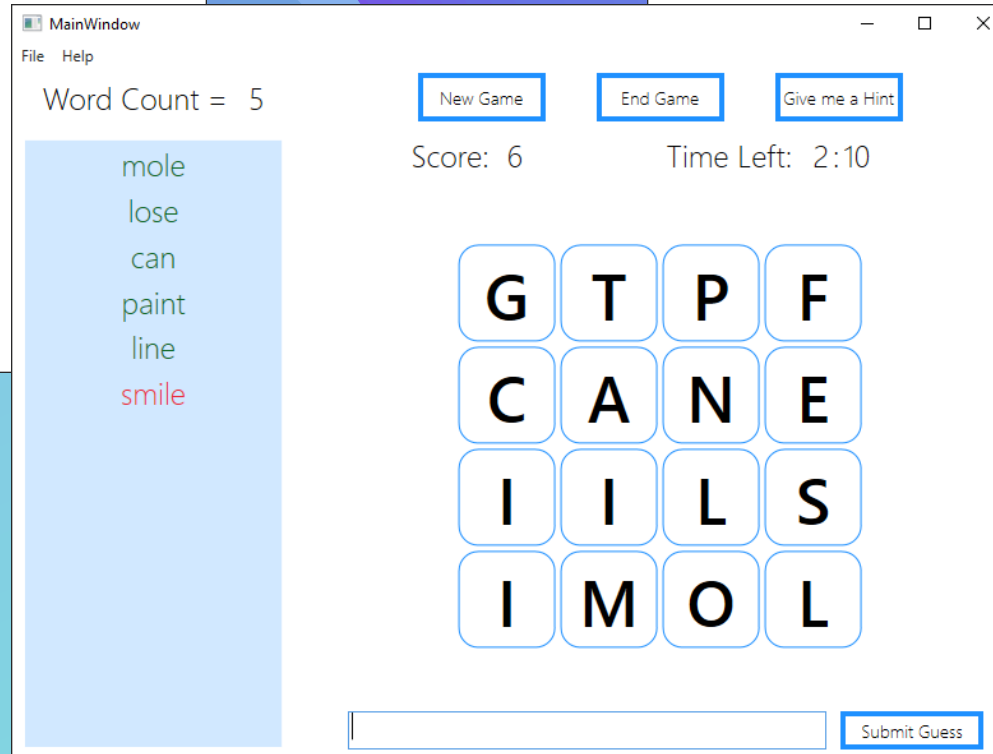 MainWindow
File Help
Word Count = 5
New Game
End Game
Give me a Hint
Score: 6
Time Left: 2:10
mole
lose
can
paint
line
smile
G T P F
C A N E
I I L S
I M O L
Submit Guess